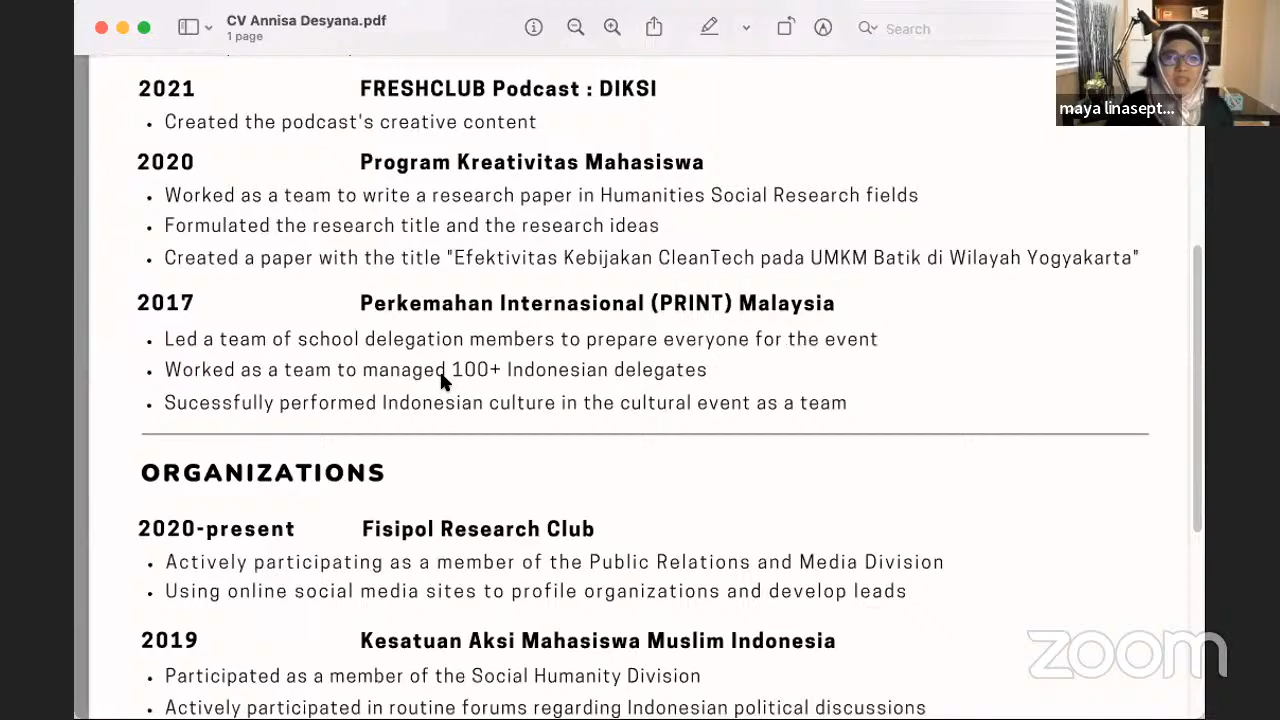 CV Annisa Desyana.pdf
1 page
Search
maya linasept...
2021 FRESHCLUB Podcast : DIKSI
• Created the podcast's creative content
2020 Program Kreativitas Mahasiswa
• Worked as a team to write a research paper in Humanities Social Research fields
• Formulated the research title and the research ideas
• Created a paper with the title "Efektivitas Kebijakan CleanTech pada UMKM Batik di Wilayah Yogyakarta"
2017 Perkemahan Internasional (PRINT) Malaysia
• Led a team of school delegation members to prepare everyone for the event
• Worked as a team to managed 100+ Indonesian delegates
• Sucessfully performed Indonesian culture in the cultural event as a team
ORGANIZATIONS
2020-present Fisipol Research Club
• Actively participating as a member of the Public Relations and Media Division
• Using online social media sites to profile organizations and develop leads
2019 Kesatuan Aksi Mahasiswa Muslim Indonesia
• Participated as a member of the Social Humanity Division
• Actively participated in routine forums regarding Indonesian political discussions
zoom